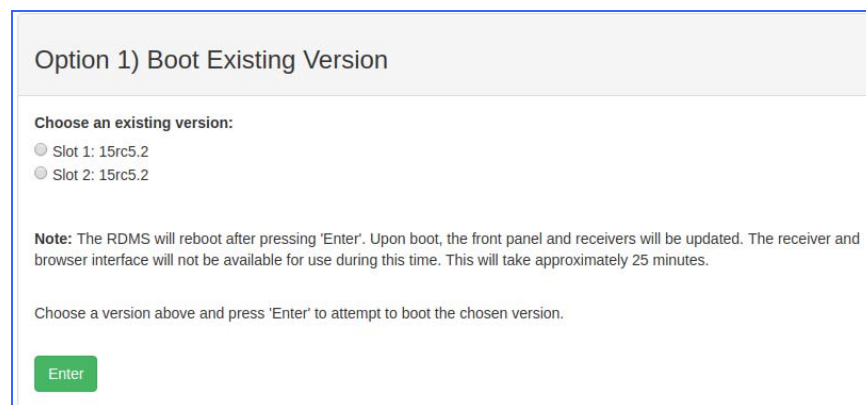 Option 1) Boot Existing Version
Choose an existing version:
Slot 1: 15rc5.2
Slot 2: 15rc5.2
Note: The RDMS will reboot after pressing 'Enter'. Upon boot, the front panel and receivers will be updated. The receiver and
browser interface will not be available for use during this time. This will take approximately 25 minutes.
Choose a version above and press 'Enter' to attempt to boot the chosen version.
Enter